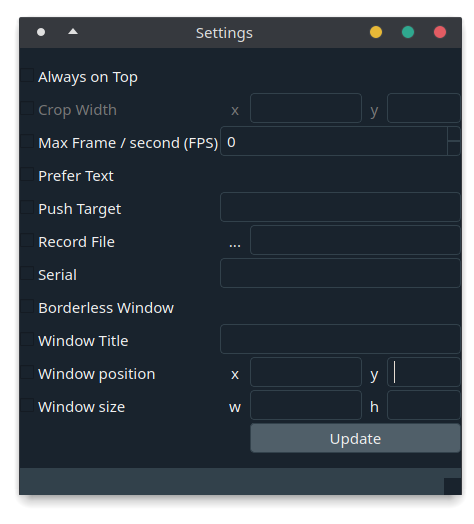 Settings
Always on Top
Crop Width x y
Max Frame / second (FPS) 0
Prefer Text
Push Target
Record File ...
Serial
Borderless Window
Window Title
Window position x y
Window size w h
Update